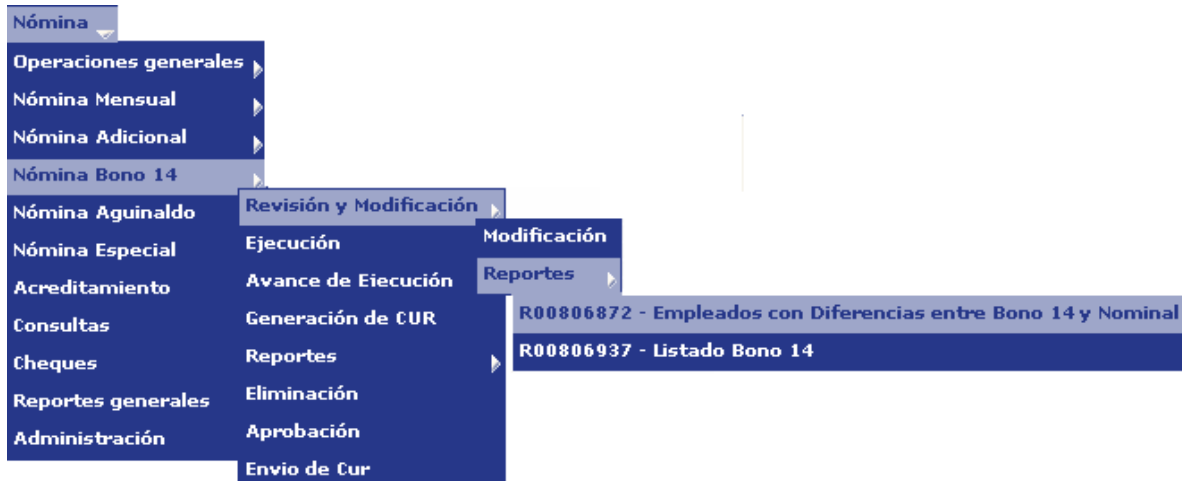 Nómina
Operaciones generales
Nómina Mensual
Nómina Adicional
Nómina Bono 14
Nómina Aguinaldo
Nómina Especial
Acreditamiento
Consultas
Cheques
Reportes generales
Administración
Revisión y Modificación
Ejecución
Avance de Ejecución
Generación de CUR
Reportes
Eliminación
Aprobación
Envio de Cur
Modificación
Reportes
R00806872 - Empleados con Diferencias entre Bono 14 y Nominal
R00806937 - Listado Bono 14